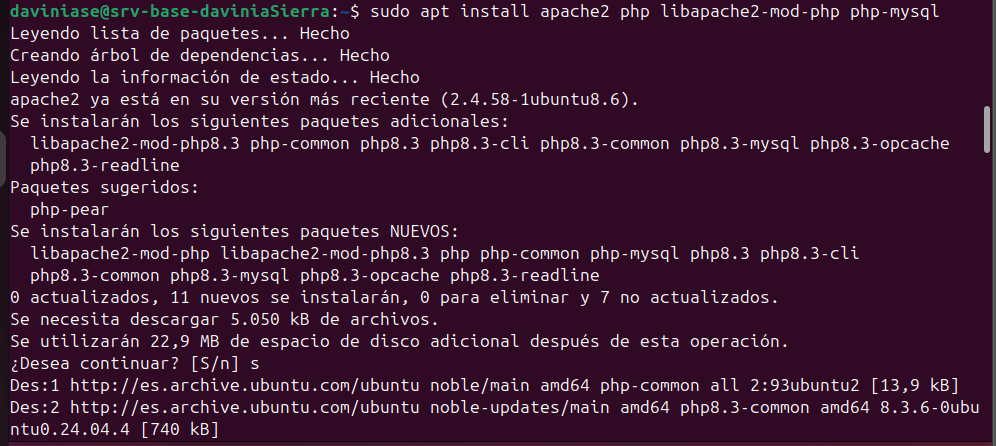 daviniase@srv-base-daviniaSierra:~$ sudo apt install apache2 php libapache2-mod-php php-mysql
Leyendo lista de paquetes... Hecho
Creando árbol de dependencias... Hecho
Leyendo la información de estado... Hecho
apache2 ya está en su versión más reciente (2.4.58-1ubuntu8.6).
Se instalarán los siguientes paquetes adicionales:
  libapache2-mod-php8.3 php-common php8.3 php8.3-cli php8.3-common php8.3-mysql php8.3-opcache
  php8.3-readline
Paquetes sugeridos:
  php-pear
Se instalarán los siguientes paquetes NUEVOS:
  libapache2-mod-php libapache2-mod-php8.3 php php-common php-mysql php8.3 php8.3-cli
  php8.3-common php8.3-mysql php8.3-opcache php8.3-readline
0 actualizados, 11 nuevos se instalarán, 0 para eliminar y 7 no actualizados.
Se necesita descargar 5.050 kB de archivos.
Se utilizarán 22,9 MB de espacio de disco adicional después de esta operación.
¿Desea continuar? [S/n] s
Des:1 http://es.archive.ubuntu.com/ubuntu noble/main amd64 php-common all 2:93ubuntu2 [13,9 kB]
Des:2 http://es.archive.ubuntu.com/ubuntu noble-updates/main amd64 php8.3-common amd64 8.3.6-0ubu
ntu0.24.04.4 [740 kB]